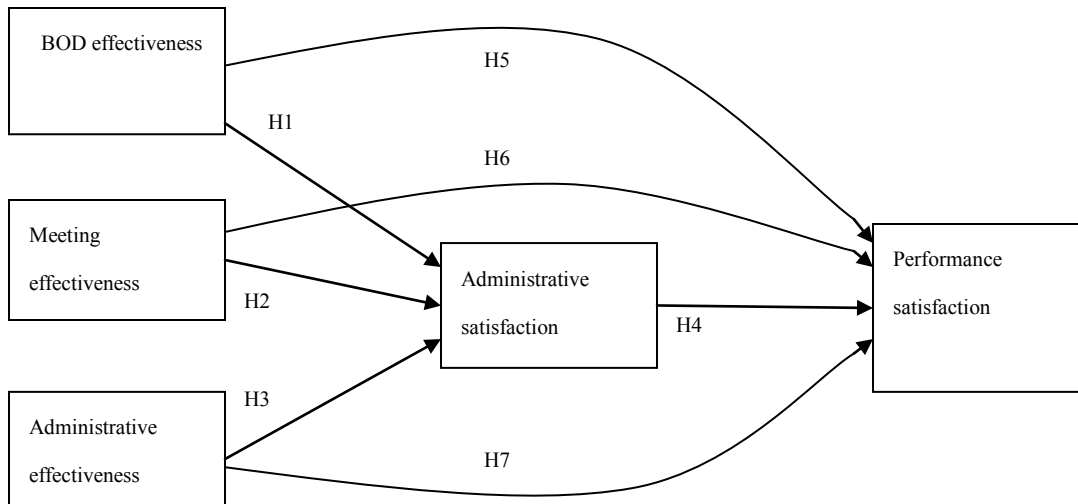 BOD effectiveness
H5
H1
H6
Meeting
effectiveness
H2
Administrative
satisfaction
H4
Performance
satisfaction
H3
Administrative
effectiveness
H7